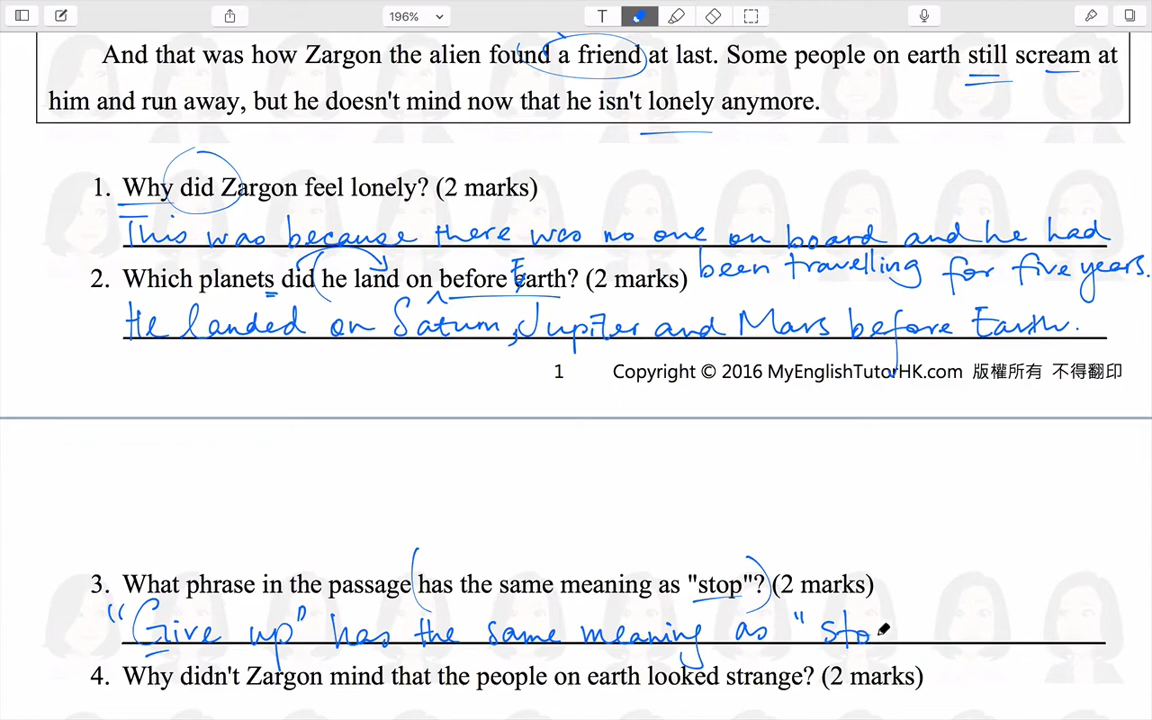 196%
T
And that was how Zargon the alien found a friend at last. Some people on earth still scream at
him and run away, but he doesn't mind now that he isn't lonely anymore.
1. Why did Zargon feel lonely? (2 marks)
This was because there was no one on board and he had
been travelling for five years.
2. Which planets did he land on before Earth? (2 marks)
He landed on Saturn, Jupiter and Mars before Earth.
1 Copyright © 2016 MyEnglishTutorHK.com 版權所有 不得翻印
3. What phrase in the passage has the same meaning as "stop"? (2 marks)
"Give up" has the same meaning as "sto
4. Why didn't Zargon mind that the people on earth looked strange? (2 marks)